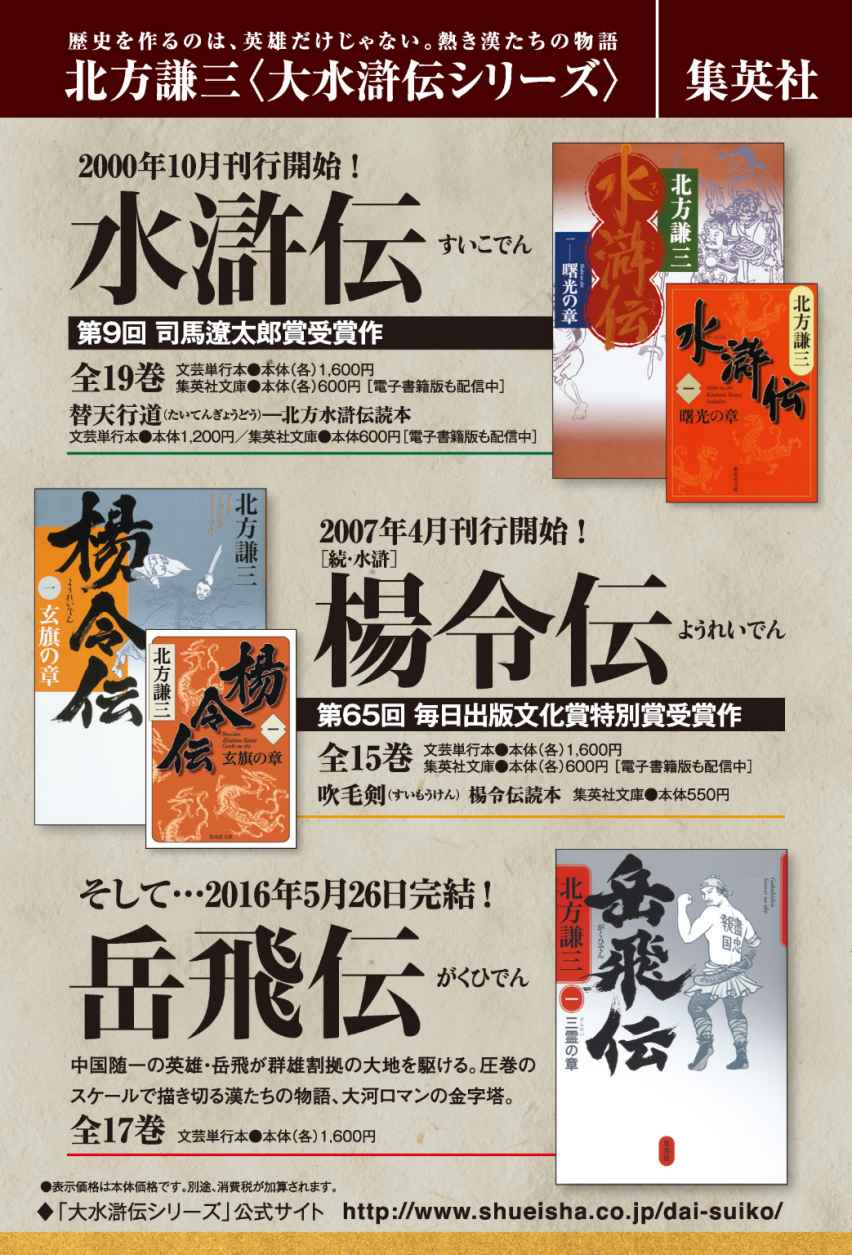 歴史を作るのは、英雄だけじゃない。熱き漢たちの物語
北方謙三〈大水滸伝シリーズ〉
集英社
2000年10月刊行開始！
水滸伝 すいこでん
第9回 司馬遼太郎賞受賞作
全19巻 文芸単行本●本体(各)1,600円
集英社文庫●本体(各)600円 [電子書籍版も配信中]
替天行道(たいてんぎょうどう)―北方水滸伝読本
文芸単行本●本体1,200円／集英社文庫●本体600円[電子書籍版も配信中]
北方謙三
水滸伝
一 曙光の章
北方謙三
水滸伝
一
曙光の章
2007年4月刊行開始！
[続・水滸]
楊令伝 ようれいでん
第65回 毎日出版文化賞特別賞受賞作
全15巻 文芸単行本●本体(各)1,600円
集英社文庫●本体(各)600円 [電子書籍版も配信中]
吹毛剣(すいもうけん) 楊令伝読本 集英社文庫●本体550円
北方謙三
楊令伝
ようれいでん
一 玄旗の章
北方謙三
楊令伝
一
玄旗の章
そして…2016年5月26日完結！
岳飛伝 がくひでん
中国随一の英雄・岳飛が群雄割拠の大地を駆ける。圧巻の
スケールで描き切る漢たちの物語、大河ロマンの金字塔。
全17巻 文芸単行本●本体(各)1,600円
北方謙三
岳飛伝
がくひでん
一
三霊の章
盡忠
報国
●表示価格は本体価格です。別途、消費税が加算されます。
◆「大水滸伝シリーズ」公式サイト http://www.shueisha.co.jp/dai-suiko/